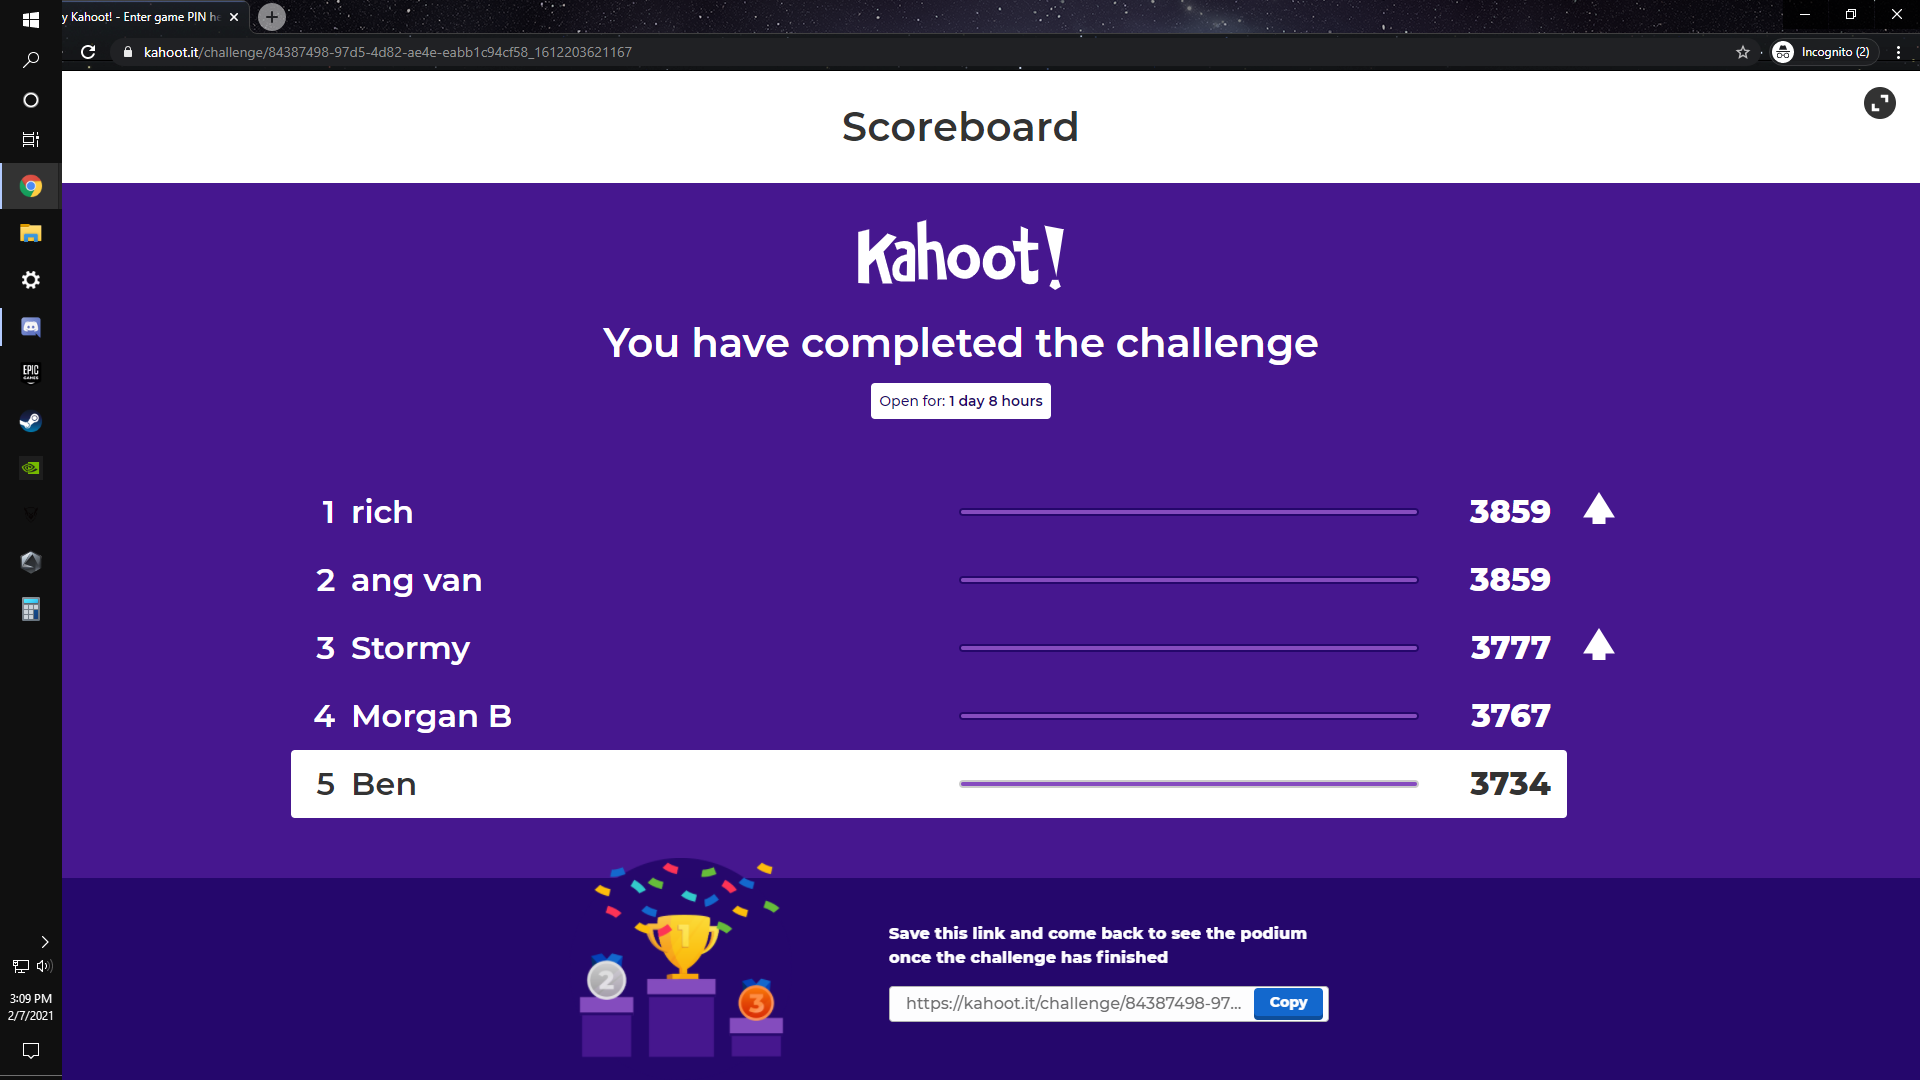 y Kahoot! - Enter game PIN he
kahoot.it/challenge/84387498-97d5-4d82-ae4e-eabb1c94cf58_1612203621167
Incognito (2)
Scoreboard
Kahoot!
You have completed the challenge
Open for: 1 day 8 hours
1 rich 3859
2 ang van 3859
3 Stormy 3777
4 Morgan B 3767
5 Ben 3734
EPIC
GAMES
1
2
3
Save this link and come back to see the podium
once the challenge has finished
https://kahoot.it/challenge/84387498-97... Copy
3:09 PM
2/7/2021